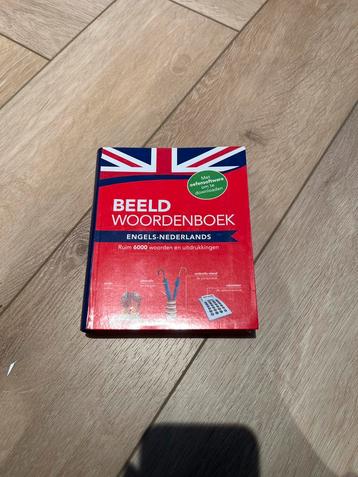 Met
oefensoftware
om te
downloaden
BEELD
WOORDENBOEK
ENGELS-NEDERLANDS
Ruim 6000 woorden en uitdrukkingen